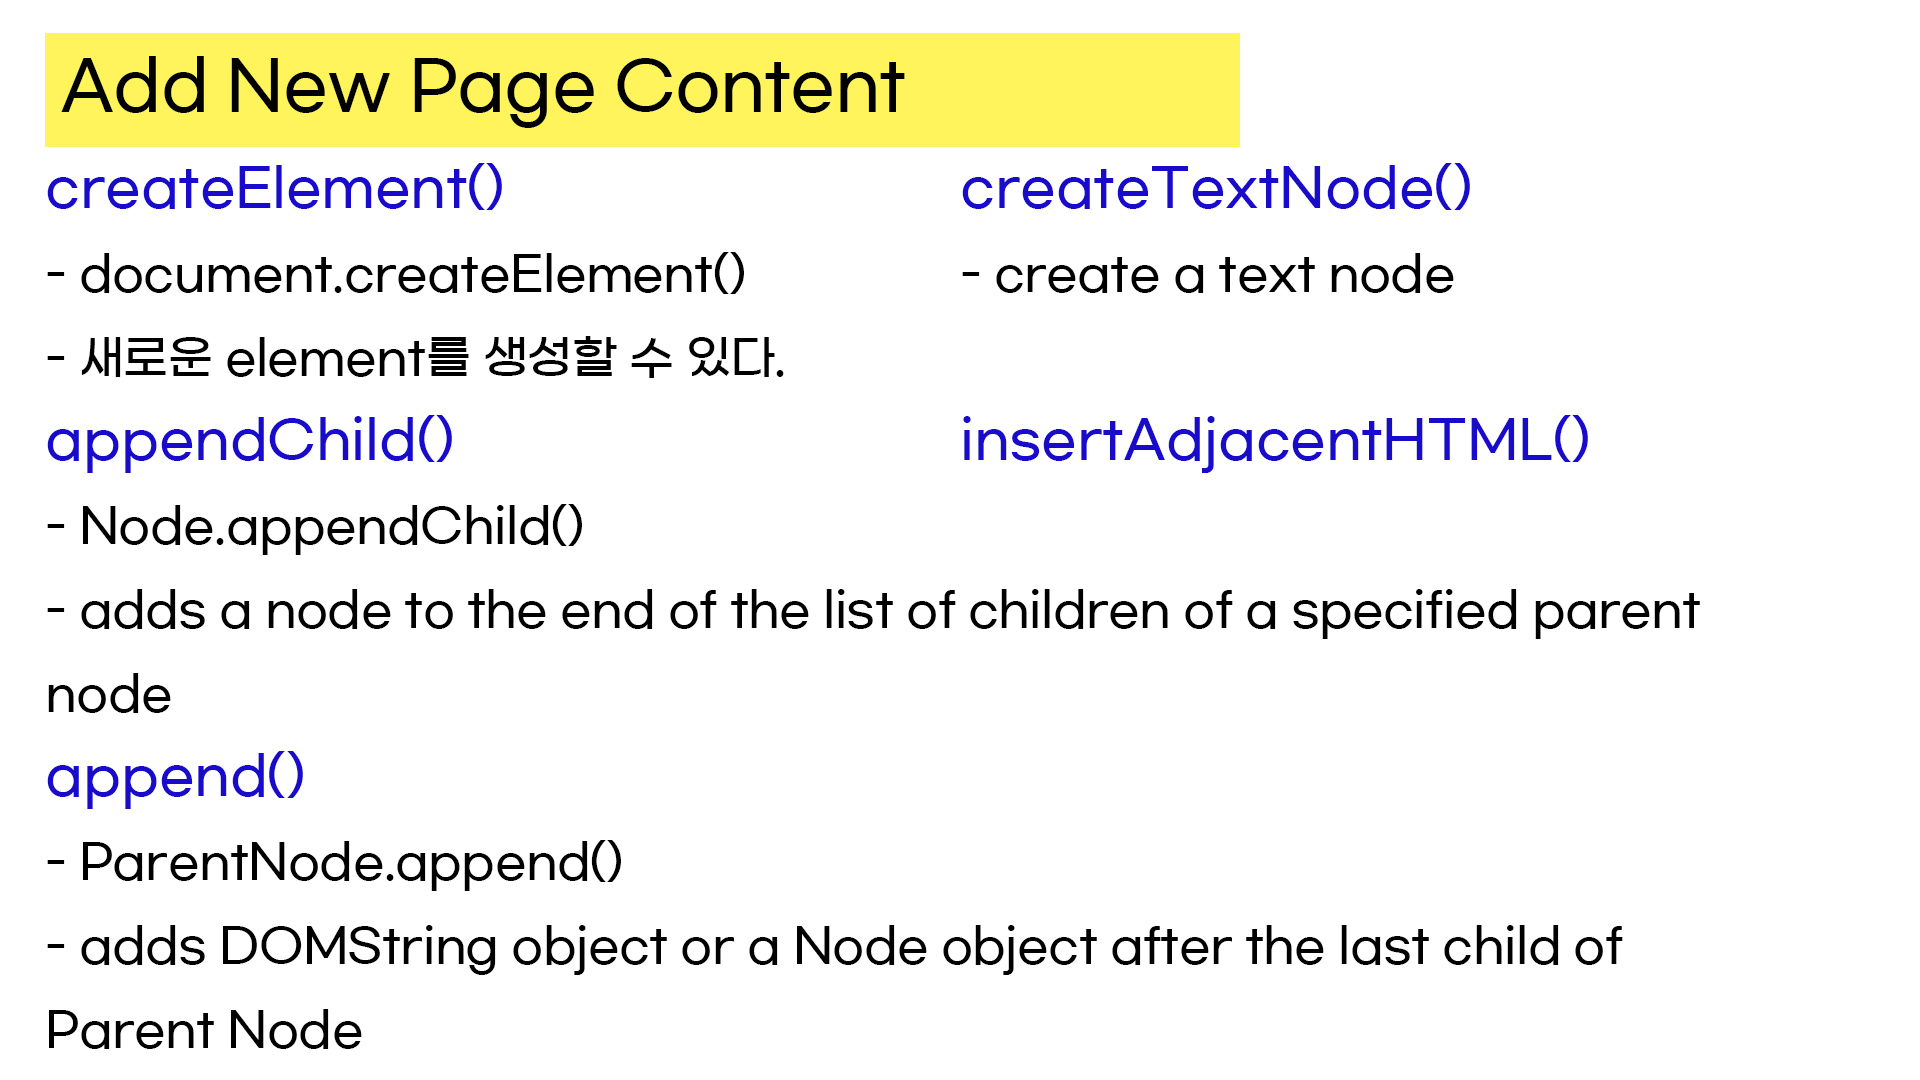 Add New Page Content
createElement()
- document.createElement()
- 새로운 element를 생성할 수 있다.
createTextNode()
- create a text node
appendChild()
- Node.appendChild()
- adds a node to the end of the list of children of a specified parent
node
insertAdjacentHTML()
append()
- ParentNode.append()
- adds DOMString object or a Node object after the last child of
Parent Node